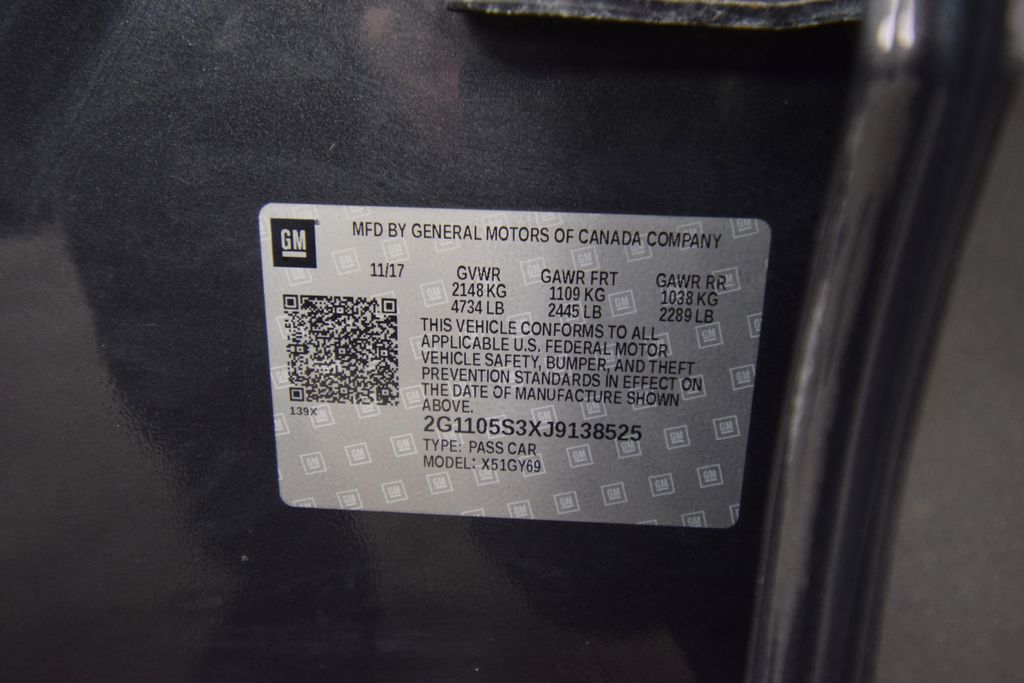 GM
MFD BY GENERAL MOTORS OF CANADA COMPANY
11/17 GVWR GAWR FRT GAWR RR
2148 KG 1109 KG 1038 KG
4734 LB 2445 LB 2289 LB
THIS VEHICLE CONFORMS TO ALL
APPLICABLE U.S. FEDERAL MOTOR
VEHICLE SAFETY, BUMPER, AND THEFT
PREVENTION STANDARDS IN EFFECT ON
THE DATE OF MANUFACTURE SHOWN
ABOVE.
139X
2G1105S3XJ9138525
TYPE: PASS CAR
MODEL: X51GY69